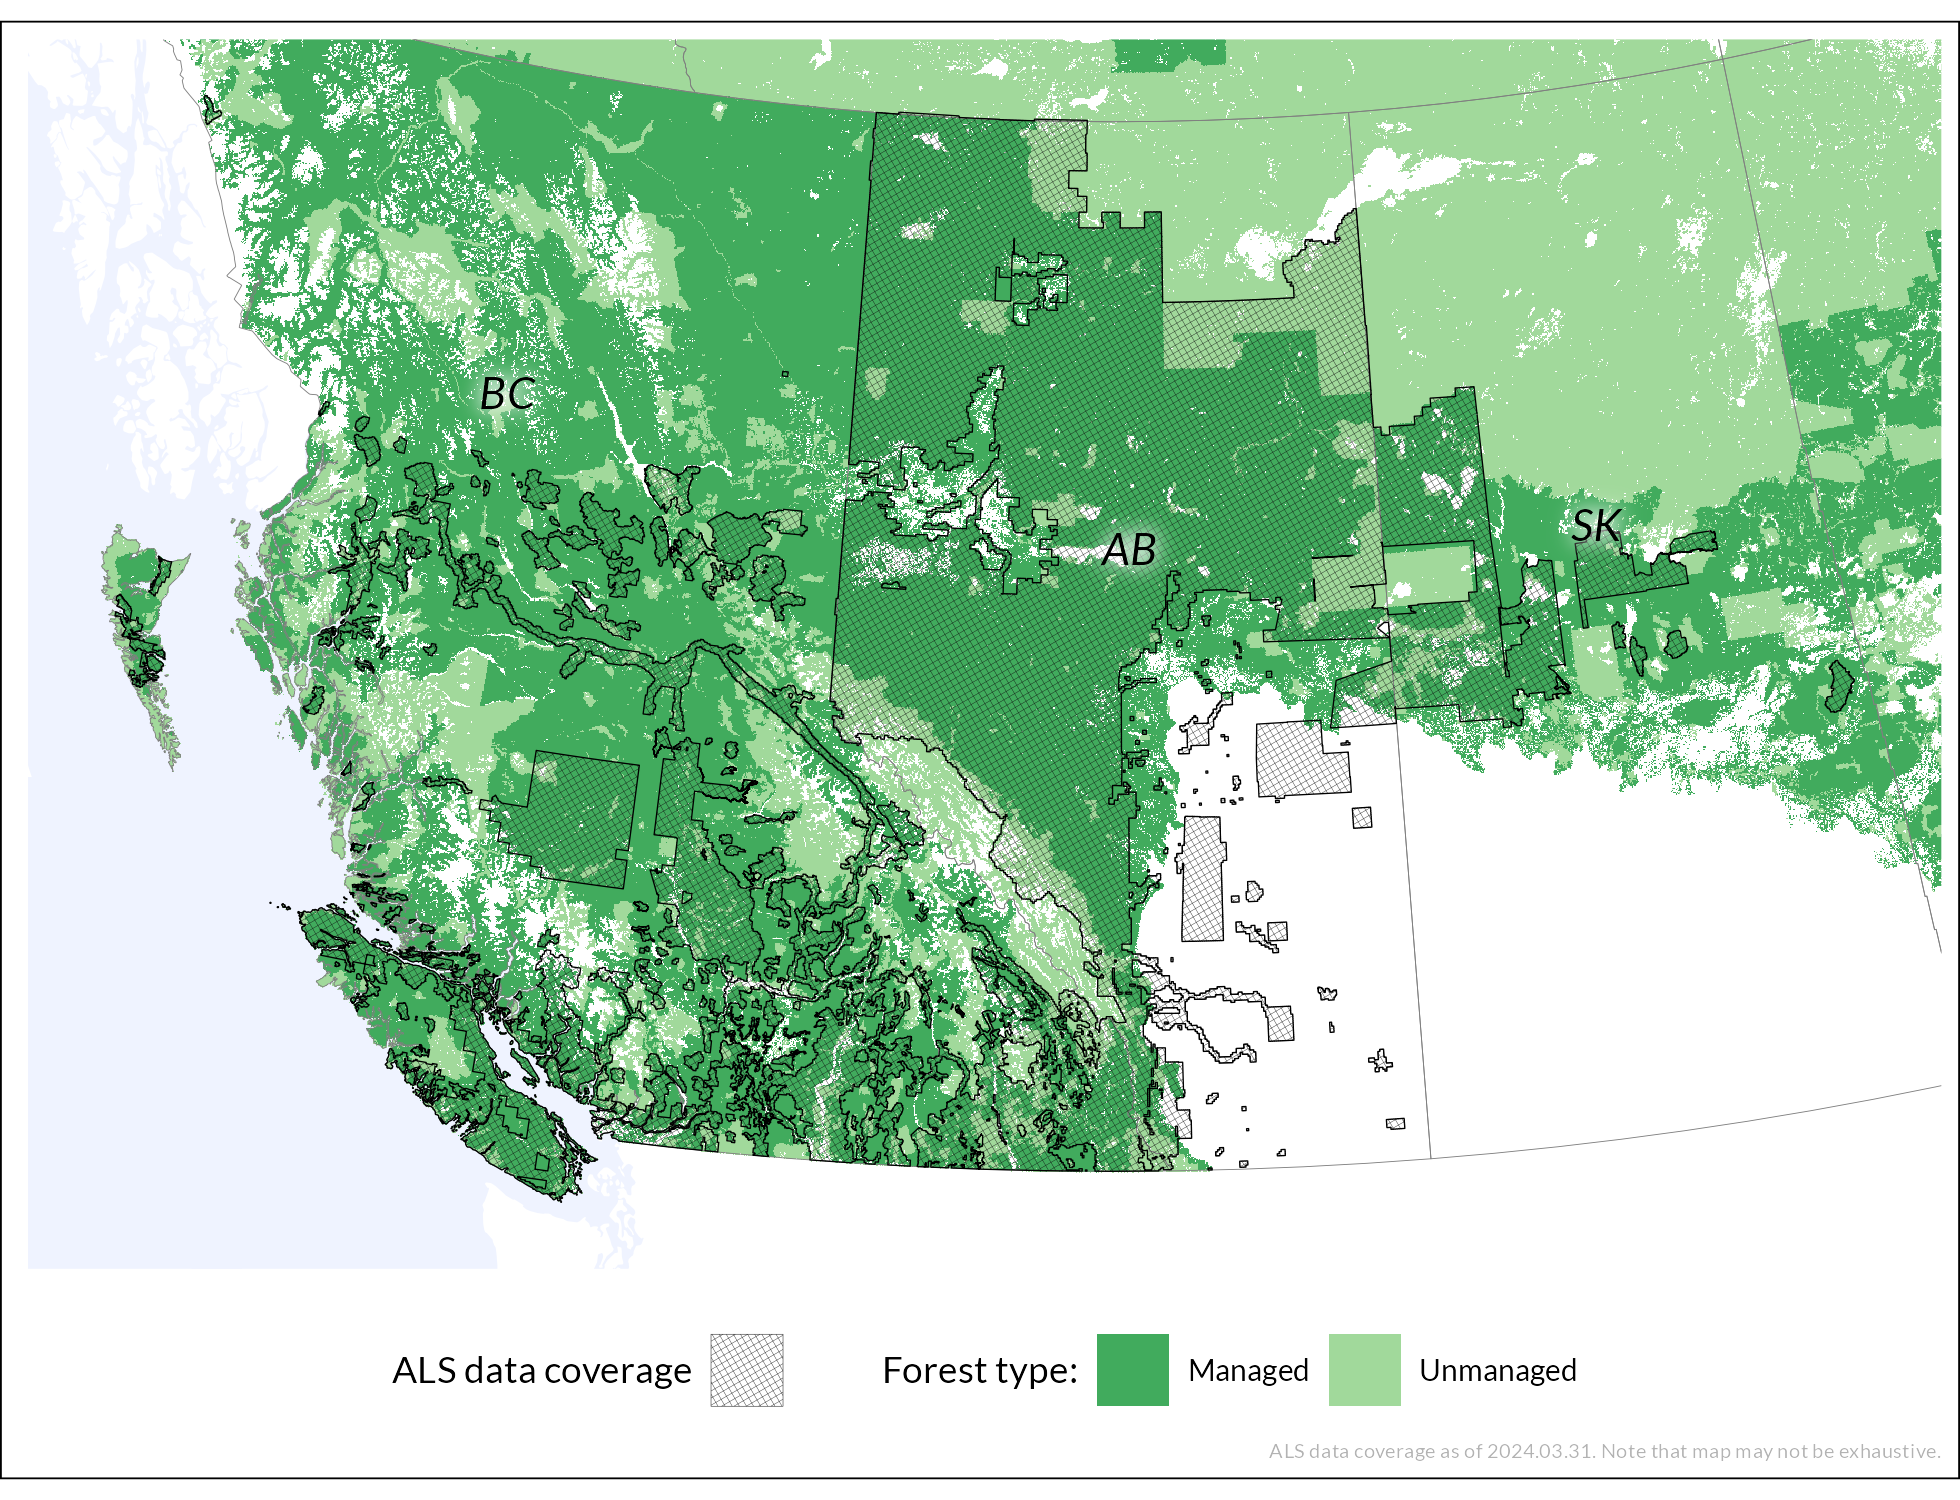 BC
AB
SK
ALS data coverage
Forest type:
Managed
Unmanaged
ALS data coverage as of 2024.03.31. Note that map may not be exhaustive.